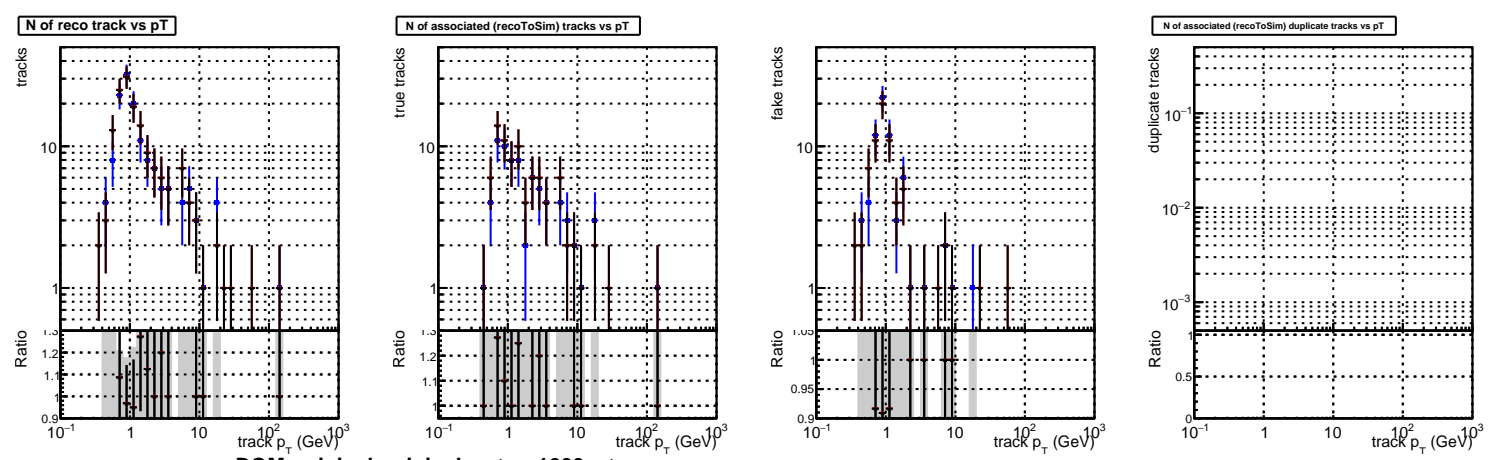 N of reco track vs pT
tracks
10
1
Ratio
1.3
1.2
1.1
1
0.9
10⁻¹ 1 10 10² 10³
track p_T (GeV)
N of associated (recoToSim) tracks vs pT
true tracks
10
1
Ratio
1.3
1.2
1.1
1
10⁻¹ 1 10 10² 10³
track p_T (GeV)
fake tracks
10
1
Ratio
1.05
1
0.95
0.9
10⁻¹ 1 10 10² 10³
track p_T (GeV)
N of associated (recoToSim) duplicate tracks vs pT
duplicate tracks
10⁻¹
10⁻²
10⁻³
Ratio
1
0.5
0
10⁻¹ 1 10 10² 10³
track p_T (GeV)